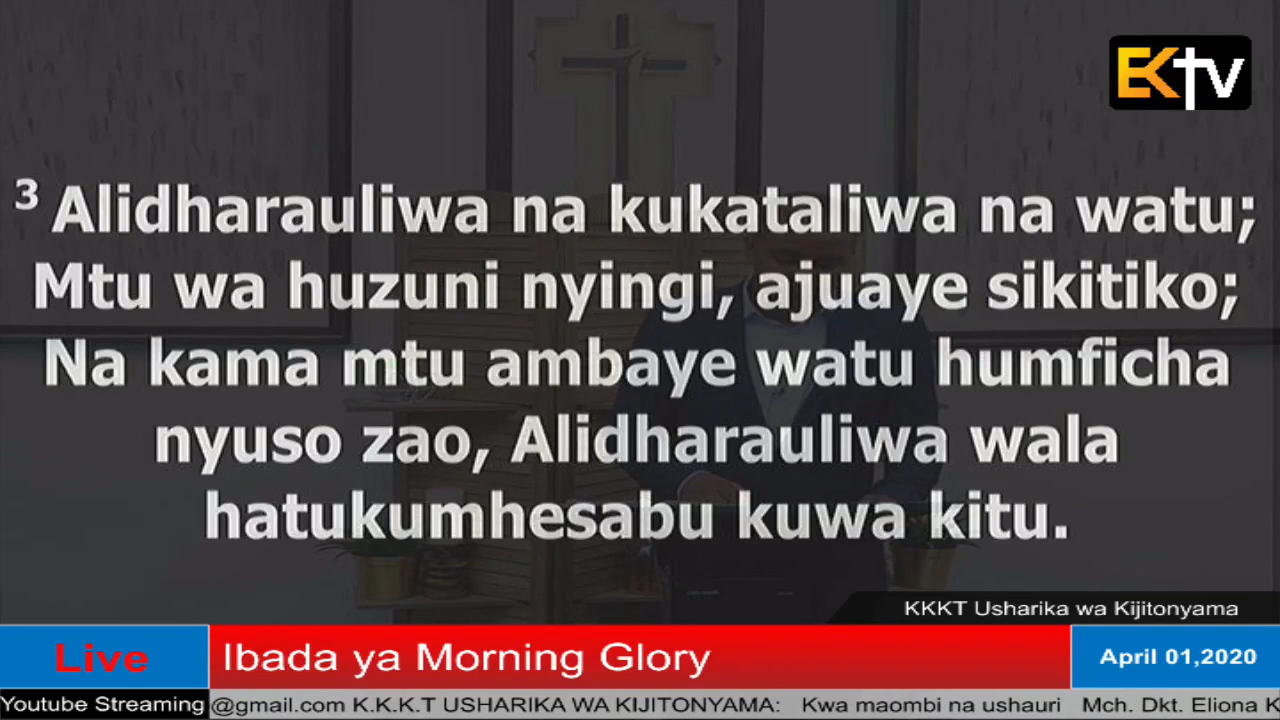 EKTV
3 Alidharauliwa na kukataliwa na watu;
Mtu wa huzuni nyingi, ajuaye sikitiko;
Na kama mtu ambaye watu humficha
nyuso zao, Alidharauliwa wala
hatukumhesabu kuwa kitu.
KKKT Usharika wa Kijitonyama
Live Ibada ya Morning Glory April 01,2020
Youtube Streaming @gmail.com K.K.K.T USHARIKA WA KIJITONYAMA: Kwa maombi na ushauri Mch. Dkt. Eliona K